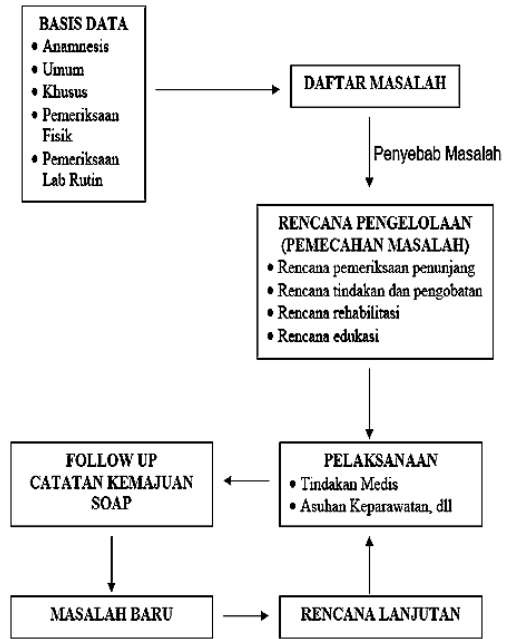 BASIS DATA
• Anamnesis
• Umum
• Khusus
• Pemeriksaan
Fisik
• Pemeriksaan
Lab Rutin
DAFTAR MASALAH
Penyebab Masalah
RENCANA PENGELOLAAN
(PEMECAHAN MASALAH)
• Rencana pemeriksaan penunjang
• Rencana tindakan dan pengobatan
• Rencana rehabilitasi
• Rencana edukasi
PELAKSANAAN
• Tindakan Medis
• Asuhan Keparawatan, dll
FOLLOW UP
CATATAN KEMAJUAN
SOAP
MASALAH BARU
RENCANA LANJUTAN